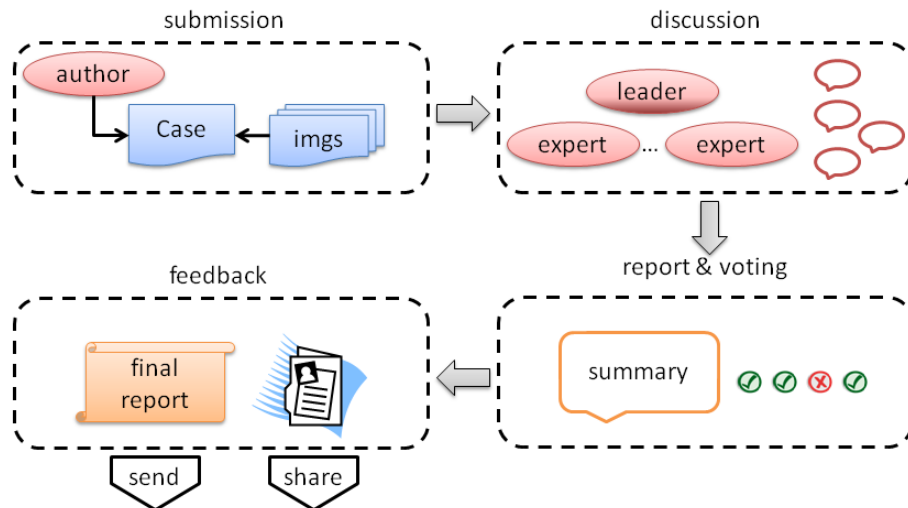 submission
author
Case
imgs
discussion
leader
expert
...
expert
report & voting
summary
feedback
final
report
send
share